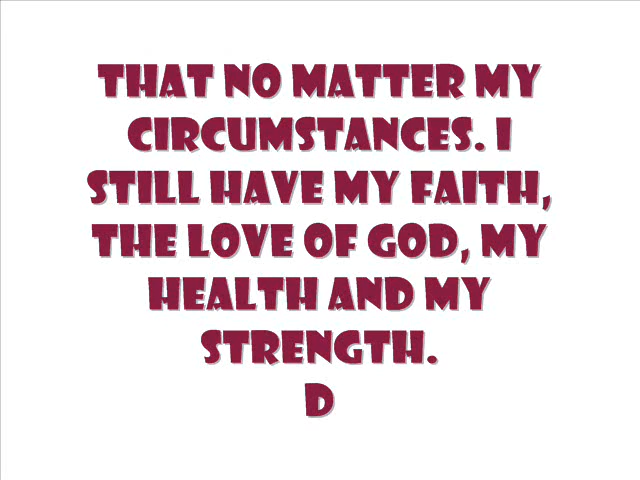 THAT NO MATTER MY
CIRCUMSTANCES. I
STILL HAVE MY FAITH,
THE LOVE OF GOD, MY
HEALTH AND MY
STRENGTH.
D